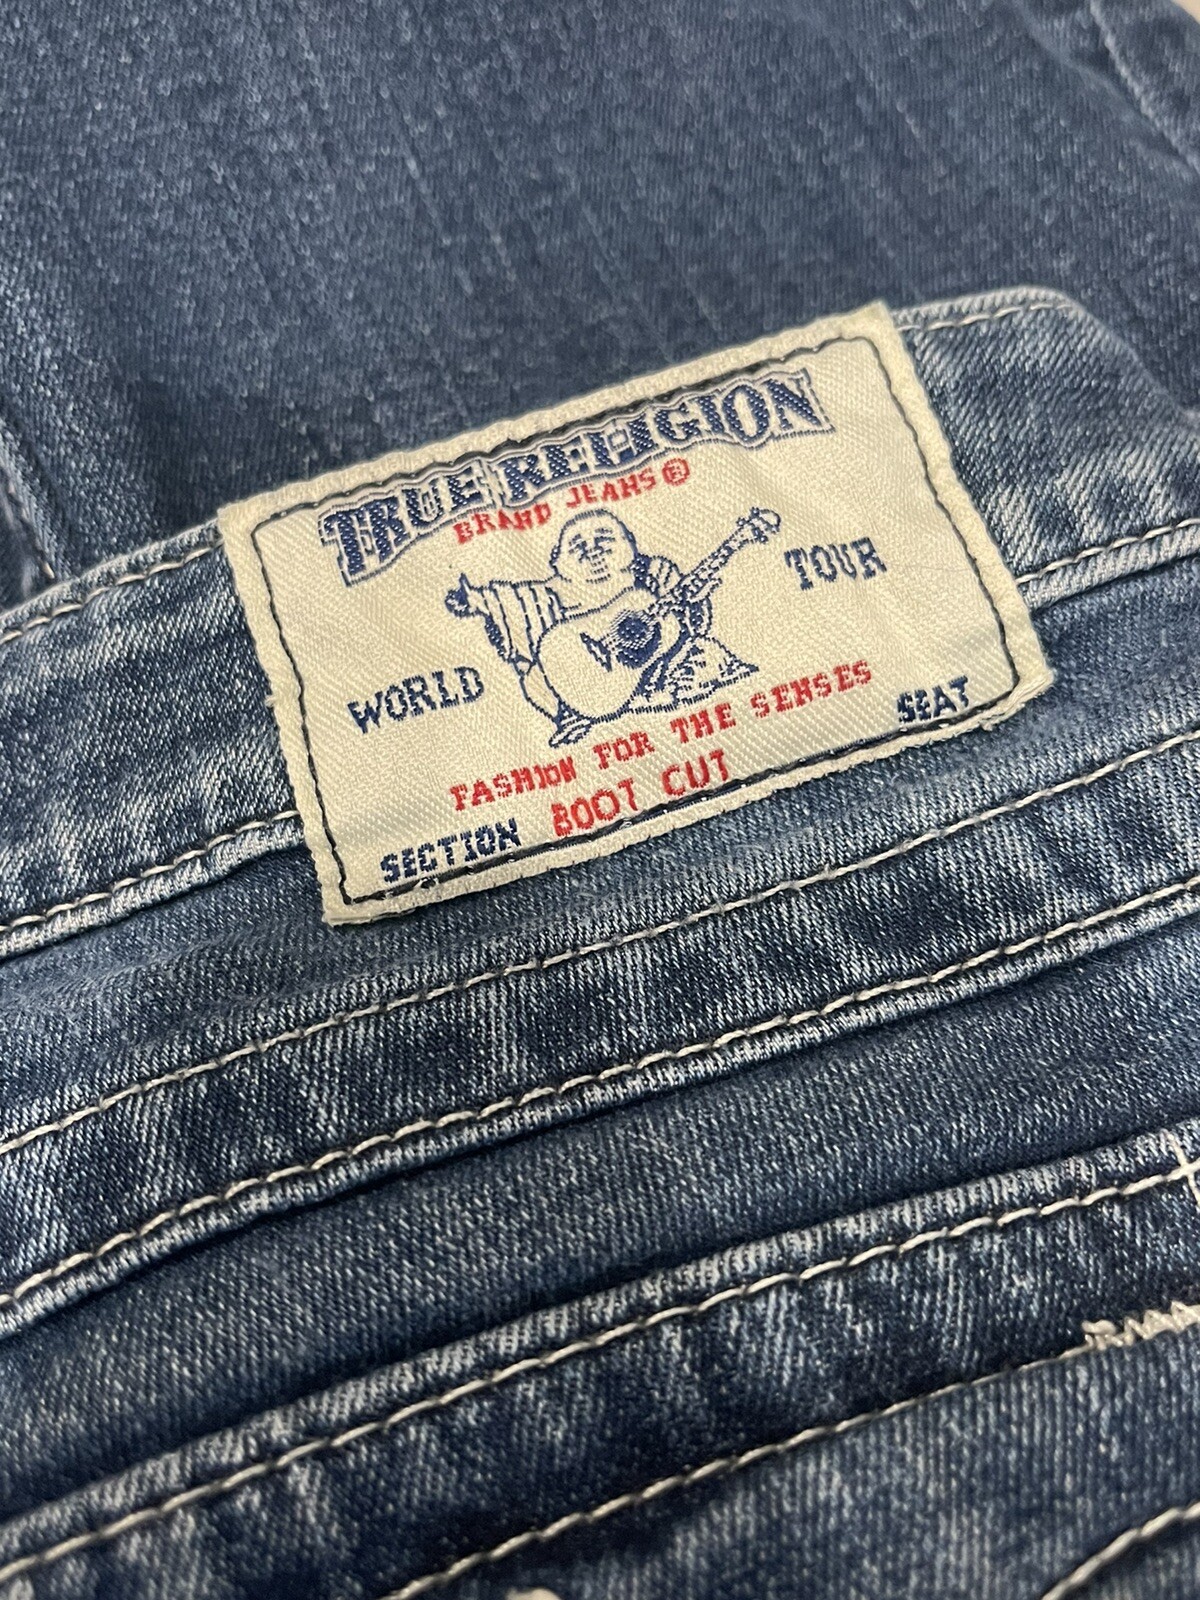 TRUE RELIGION
BRAND JEANS ®
WORLD TOUR
FASHION FOR THE SENSES
SECTION BOOT CUT SEAT